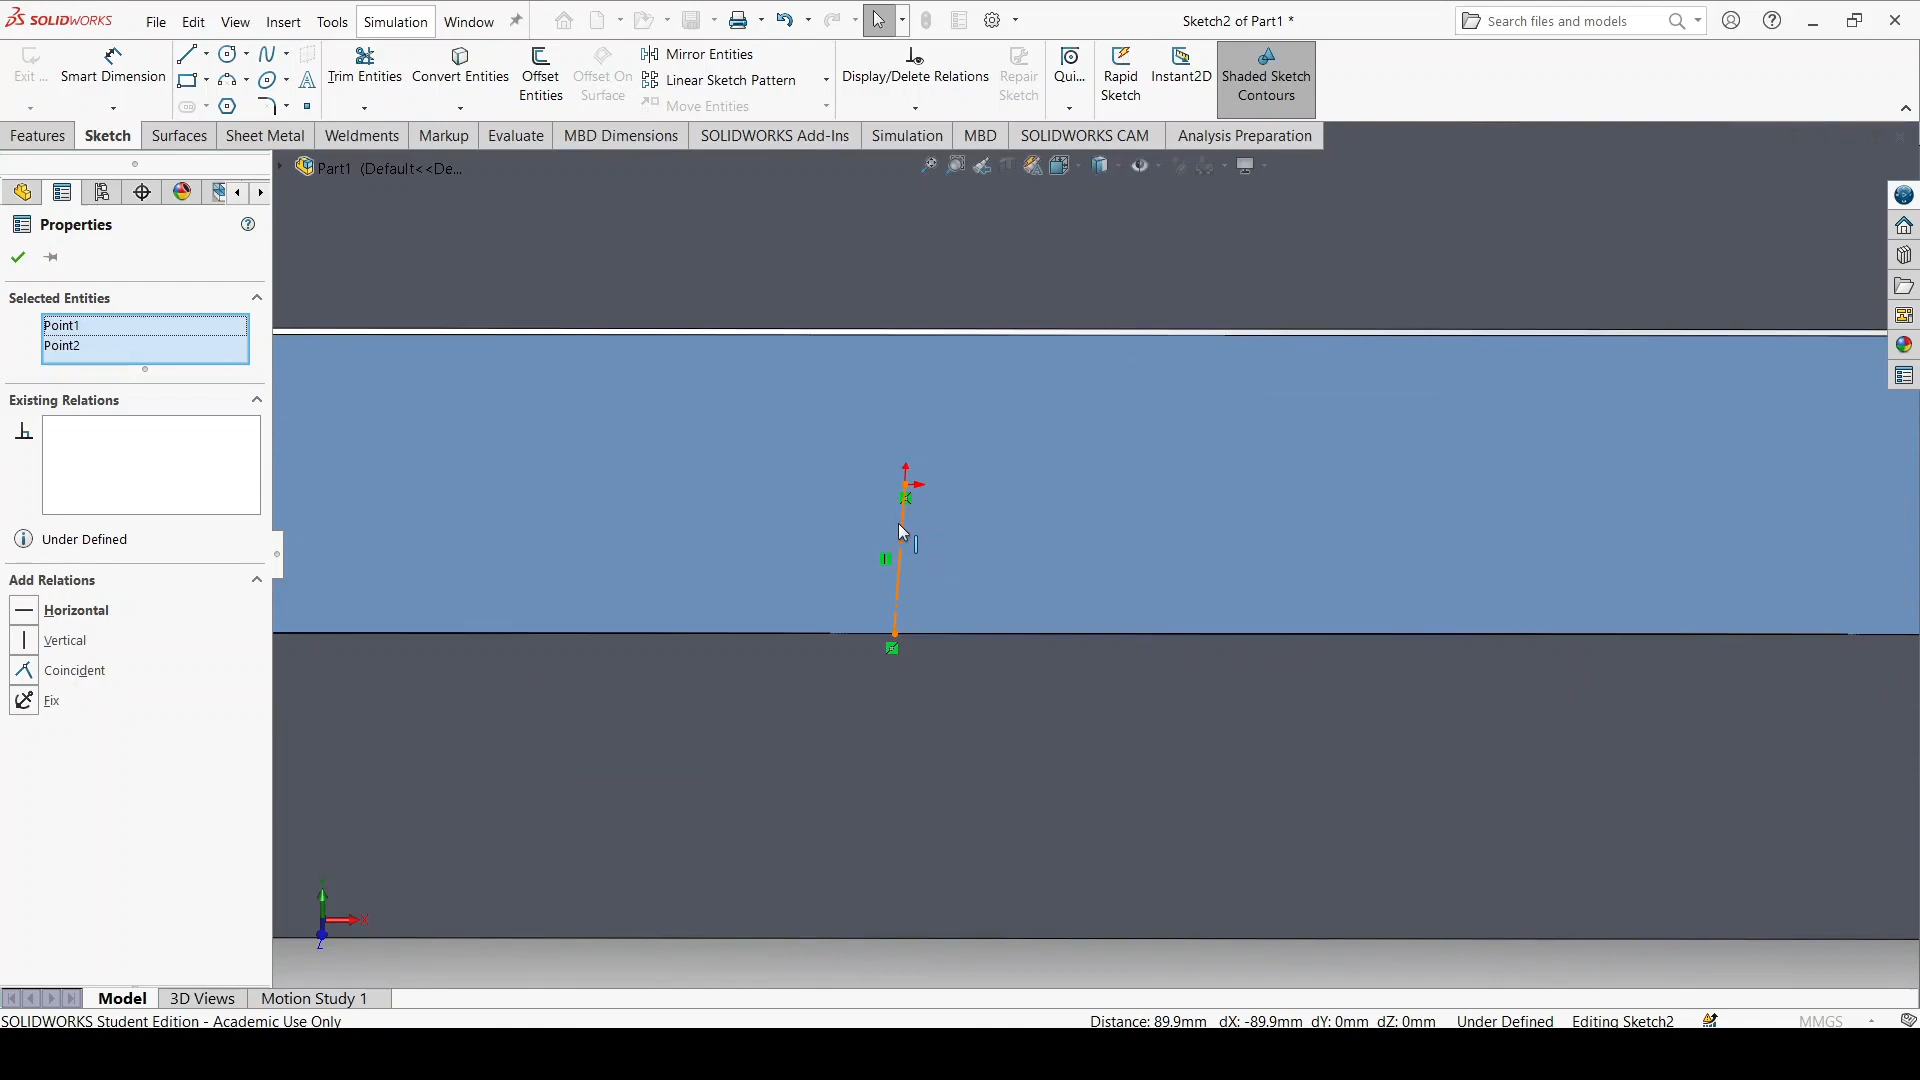 SOLIDWORKS
File
Edit
View
Insert
Tools
Simulation
Window
Sketch2 of Part1 *
Search files and models
Exit ...
Smart Dimension
Trim Entities
Convert Entities
Offset
Entities
Offset On
Surface
Mirror Entities
Linear Sketch Pattern
Move Entities
Display/Delete Relations
Repair
Sketch
Qui...
Rapid
Sketch
Instant2D
Shaded Sketch
Contours
Features
Sketch
Surfaces
Sheet Metal
Weldments
Markup
Evaluate
MBD Dimensions
SOLIDWORKS Add-Ins
Simulation
MBD
SOLIDWORKS CAM
Analysis Preparation
Part1 (Default<<De...
Properties
Selected Entities
Point1
Point2
Existing Relations
Under Defined
Add Relations
Horizontal
Vertical
Coincident
Fix
X
Z
Model
3D Views
Motion Study 1
SOLIDWORKS Student Edition - Academic Use Only
Distance: 89.9mm dX: -89.9mm dY: 0mm dZ: 0mm
Under Defined
Editing Sketch2
MMGS